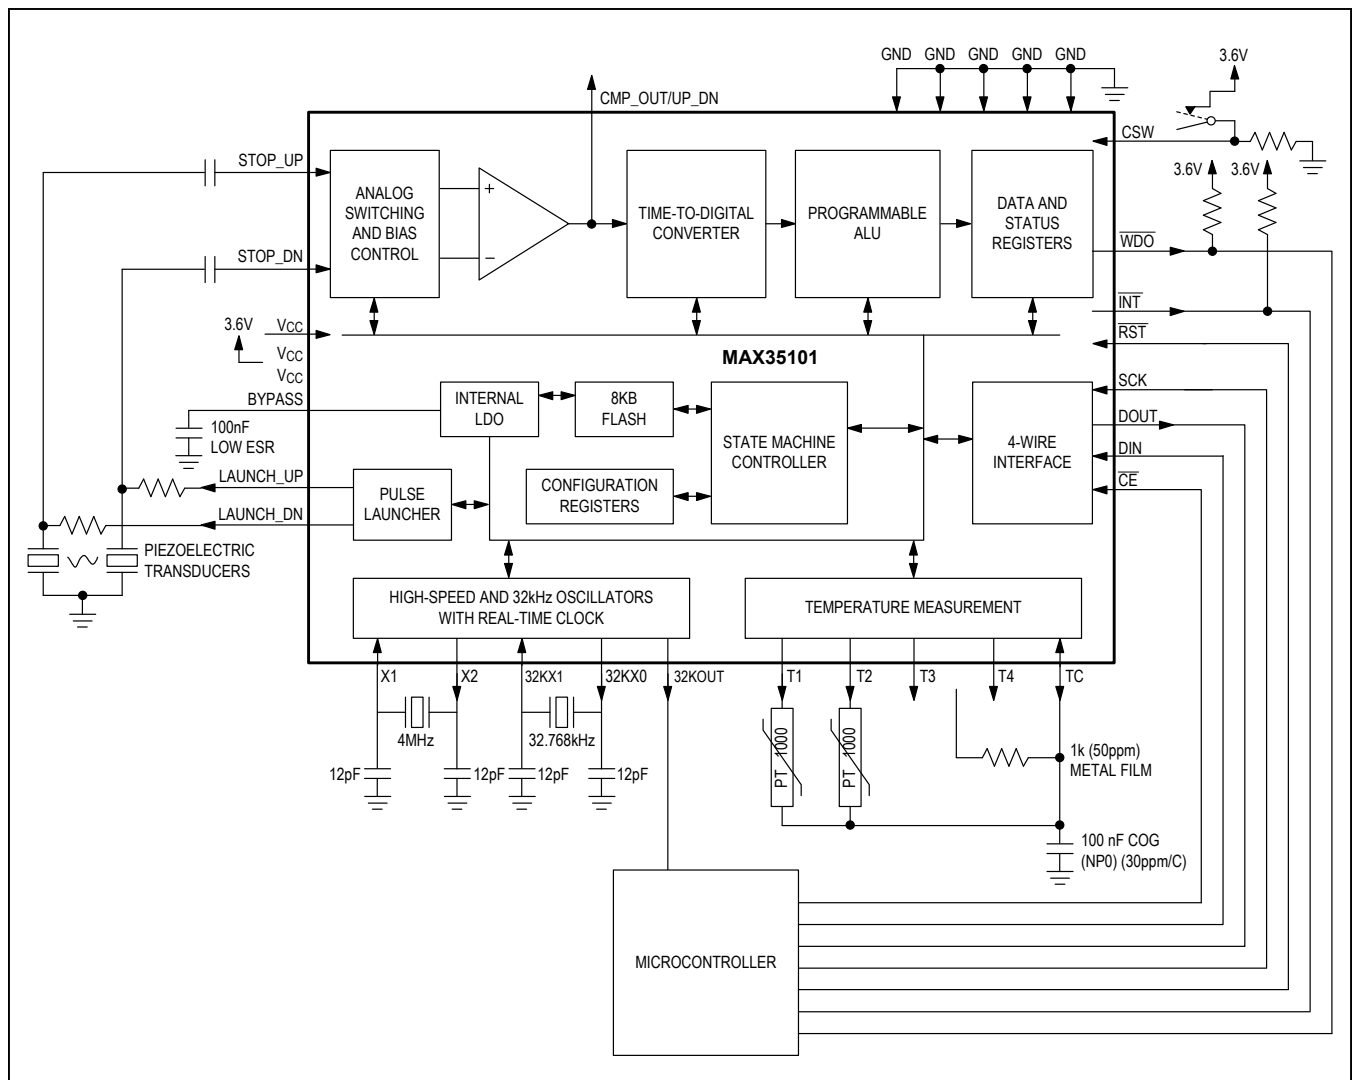 GND GND GND GND GND
3.6V
CMP_OUT/UP_DN
CSW
STOP_UP
3.6V 3.6V
ANALOG
SWITCHING
AND BIAS
CONTROL
+
−
TIME-TO-DIGITAL
CONVERTER
PROGRAMMABLE
ALU
DATA AND
STATUS
REGISTERS
WDO
STOP_DN
INT
3.6V
VCC
VCC
VCC
RST
MAX35101
BYPASS
100nF
LOW ESR
INTERNAL
LDO
8KB
FLASH
STATE MACHINE
CONTROLLER
4-WIRE
INTERFACE
SCK
DOUT
DIN
CE
LAUNCH_UP
LAUNCH_DN
PULSE
LAUNCHER
CONFIGURATION
REGISTERS
PIEZOELECTRIC
TRANSDUCERS
HIGH-SPEED AND 32kHz OSCILLATORS
WITH REAL-TIME CLOCK
TEMPERATURE MEASUREMENT
X1 X2 32KX1 32KX0 32KOUT T1 T2 T3 T4 TC
4MHz
32.768kHz
12pF 12pF 12pF 12pF
PT 1000
PT 1000
1k (50ppm)
METAL FILM
100 nF COG
(NP0) (30ppm/C)
MICROCONTROLLER